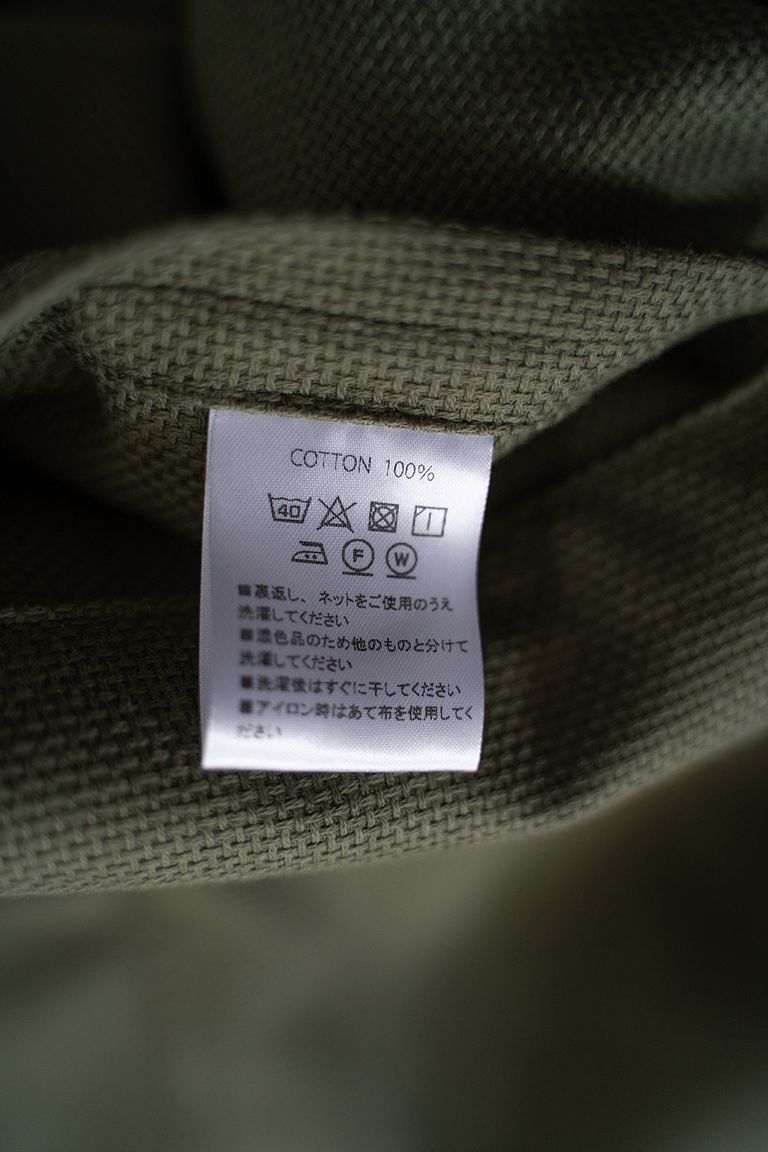 COTTON 100%
40
F W
■裏返し、ネットをご使用のうえ
洗濯してください
■濃色品のため他のものと分けて
洗濯してください
■洗濯後はすぐに干してください
■アイロン時はあて布を使用してく
ださい